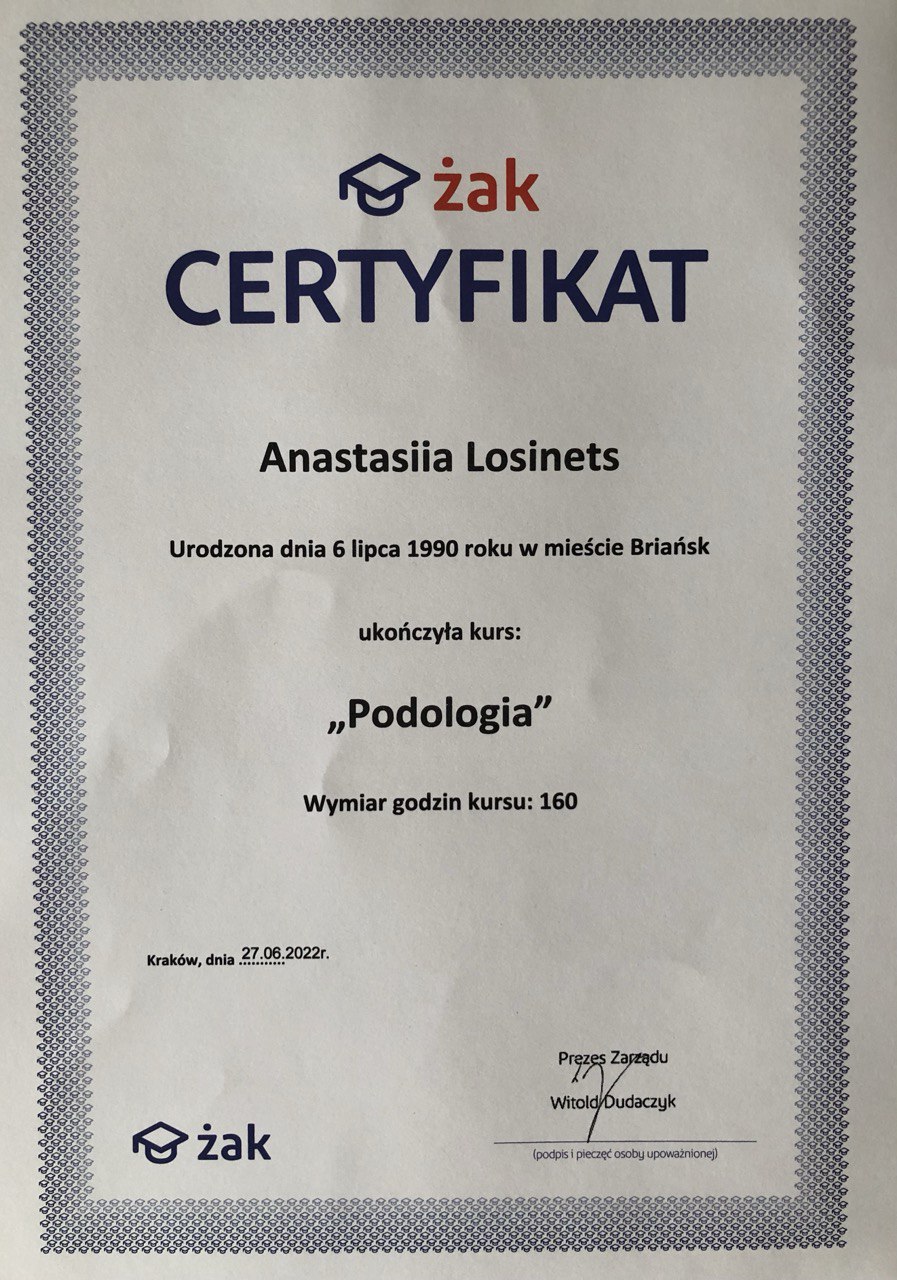 żak
CERTYFIKAT
Anastasiia Losinets
Urodzona dnia 6 lipca 1990 roku w mieście Briańsk
ukończyła kurs:
„Podologia”
Wymiar godzin kursu: 160
Kraków, dnia 27.06.2022r.
Prezes Zarządu
Witold Dudaczyk
(podpis i pieczęć osoby upoważnionej)
żak